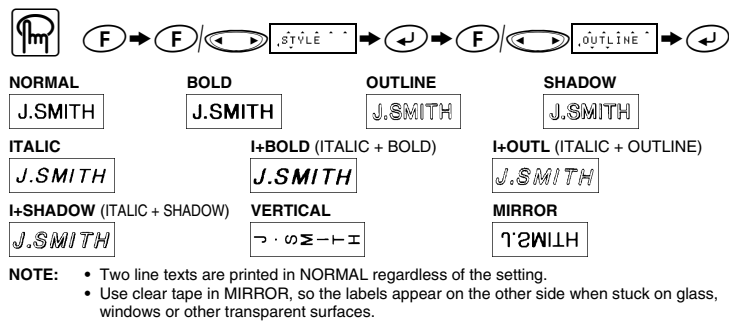 F F/ STYLE F/ OUTLINE
NORMAL BOLD OUTLINE SHADOW
J.SMITH J.SMITH J.SMITH J.SMITH
ITALIC I+BOLD (ITALIC + BOLD) I+OUTL (ITALIC + OUTLINE)
J.SMITH J.SMITH J.SMITH
I+SHADOW (ITALIC + SHADOW) VERTICAL MIRROR
J.SMITH J.SMITH J.SMITH
NOTE: • Two line texts are printed in NORMAL regardless of the setting.
• Use clear tape in MIRROR, so the labels appear on the other side when stuck on glass,
windows or other transparent surfaces.